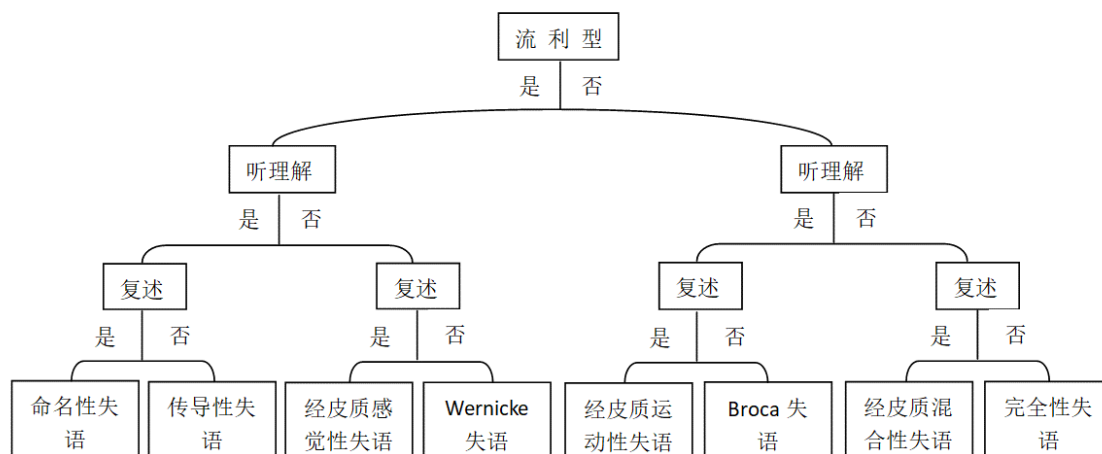 流 利 型
是 否
听理解 听理解
是 否 是 否
复述 复述 复述 复述
是 否 是 否 是 否 是 否
命名性失 传导性失 经皮质感 Wernicke 经皮质运 Broca 失 经皮质混 完全性失
语 语 觉性失语 失语 动性失语 语 合性失语 语